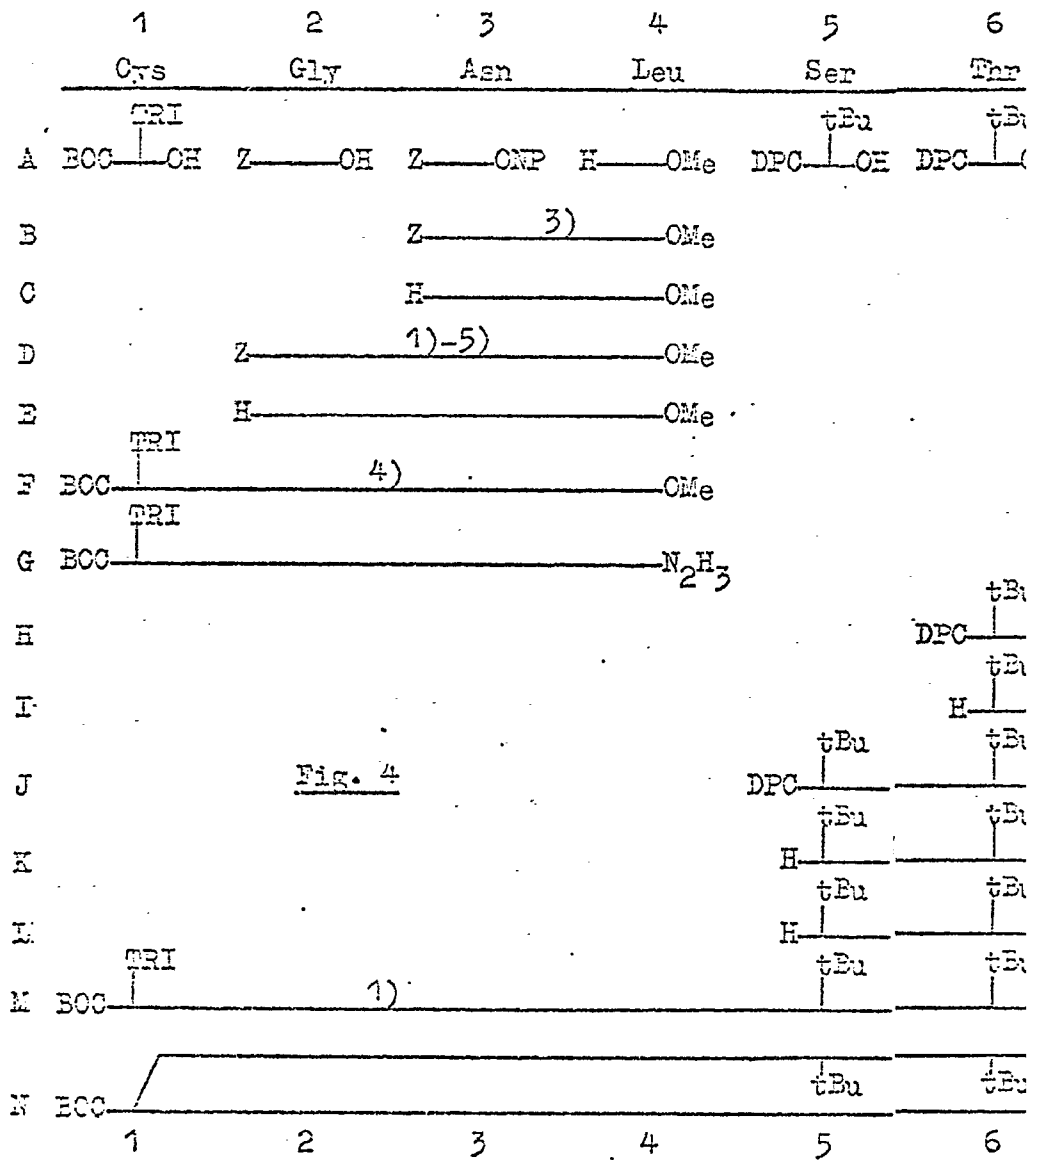 1 2 3 4 5 6
Cys Gly Asn Leu Ser Thr
TRI tBu tBu
A BOC OH Z OH Z ONP H OMe DPC OH DPC
B Z 3) OMe
C H OMe
D Z 1)-5) OMe
E H OMe
TRI
F BOC 4) OMe
TRI
G BOC N2H3
tBu
H DPC
tBu
I H
tBu tBu
J Fig. 4 DPC
tBu tBu
K H
tBu tBu
L H
TRI tBu tBu
M BOC 1)
tBu tBu
N BOC
1 2 3 4 5 6